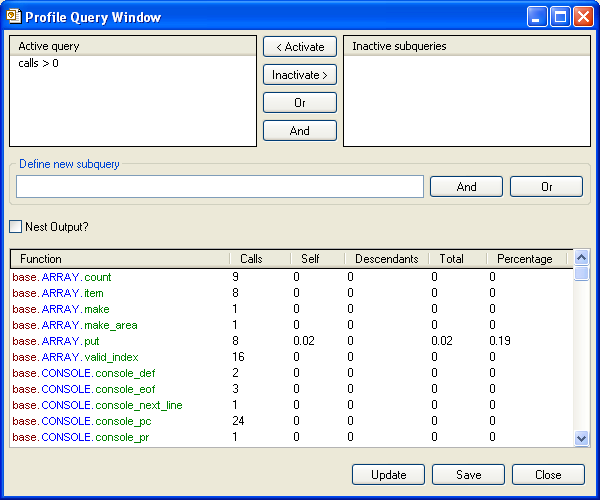 Profile Query Window
Active query
calls > 0
< Activate
Inactivate >
Or
And
Inactive subqueries
Define new subquery
And Or
Nest Output?
Function Calls Self Descendants Total Percentage
base.ARRAY.count 9 0 0 0 0
base.ARRAY.item 8 0 0 0 0
base.ARRAY.make 1 0 0 0 0
base.ARRAY.make_area 1 0 0 0 0
base.ARRAY.put 8 0.02 0 0.02 0.19
base.ARRAY.valid_index 16 0 0 0 0
base.CONSOLE.console_def 2 0 0 0 0
base.CONSOLE.console_eof 3 0 0 0 0
base.CONSOLE.console_next_line 1 0 0 0 0
base.CONSOLE.console_pc 24 0 0 0 0
base.CONSOLE.console_pr 1 0 0 0 0
Update Save Close